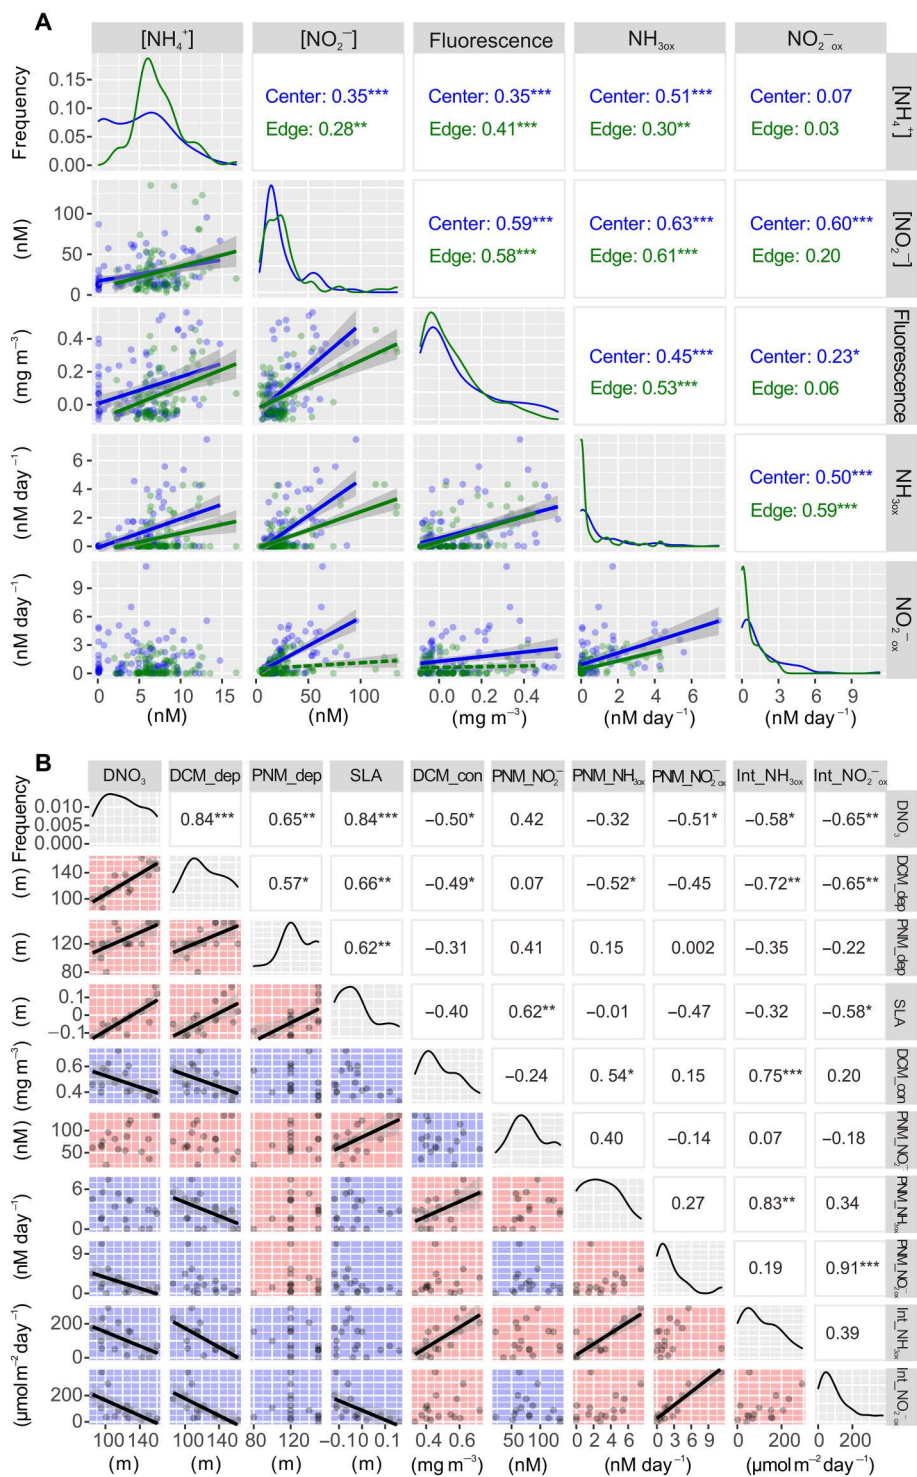 A
[NH₄⁺] [NO₂⁻] Fluorescence NH₃ₒₓ NO₂⁻ₒₓ
Frequency
0.15
0.10
0.05
0.00
Center: 0.35*** Center: 0.35*** Center: 0.51*** Center: 0.07
Edge: 0.28** Edge: 0.41*** Edge: 0.30** Edge: 0.03
[NH₄⁺]
(nM)
100
50
0
Center: 0.59*** Center: 0.63*** Center: 0.60***
Edge: 0.58*** Edge: 0.61*** Edge: 0.20
[NO₂⁻]
(mg m⁻³)
0.4
0.2
0.0
Center: 0.45*** Center: 0.23*
Edge: 0.53*** Edge: 0.06
Fluorescence
(nM day⁻¹)
6
4
2
0
Center: 0.50***
Edge: 0.59***
NH₃ₒₓ
(nM day⁻¹)
9
6
3
0
NO₂⁻ₒₓ
0 5 10 15 0 50 100 0.0 0.2 0.4 0 2 4 6 0 3 6 9
(nM) (nM) (mg m⁻³) (nM day⁻¹) (nM day⁻¹)
B
DNO₃ DCM_dep PNM_dep SLA DCM_con PNM_NO₂⁻ PNM_NH₃ₒₓ PNM_NO₂⁻ₒₓ Int_NH₃ₒₓ Int_NO₂⁻ₒₓ
Frequency
0.010
0.005
0.000
0.84*** 0.65** 0.84*** −0.50* 0.42 −0.32 −0.51* −0.58* −0.65**
DNO₃
(m)
140
100
0.57* 0.66** −0.49* 0.07 −0.52* −0.45 −0.72** −0.65**
DCM_dep
(m)
120
80
0.62** −0.31 0.41 0.15 0.002 −0.35 −0.22
PNM_dep
(m)
0.1
−0.1
−0.40 0.62** −0.01 −0.47 −0.32 −0.58*
SLA
(mg m⁻³)
0.6
0.4
−0.24 0. 54* 0.15 0.75*** 0.20
DCM_con
(nM)
100
50
0.40 −0.14 0.07 −0.18
PNM_NO₂⁻
(nM day⁻¹)
6
0
0.27 0.83** 0.34
PNM_NH₃ₒₓ
9
0
0.19 0.91***
PNM_NO₂⁻ₒₓ
(µmol m⁻² day⁻¹)
200
0
0.39
Int_NH₃ₒₓ
200
0
Int_NO₂⁻ₒₓ
100 140 100 140 80 120 −0.10 0.1 0.4 0.6 50 100 0 2 4 6 0 3 6 9 0 200 0 200
(m) (m) (m) (m) (mg m⁻³) (nM) (nM day⁻¹) (µmol m⁻² day⁻¹)